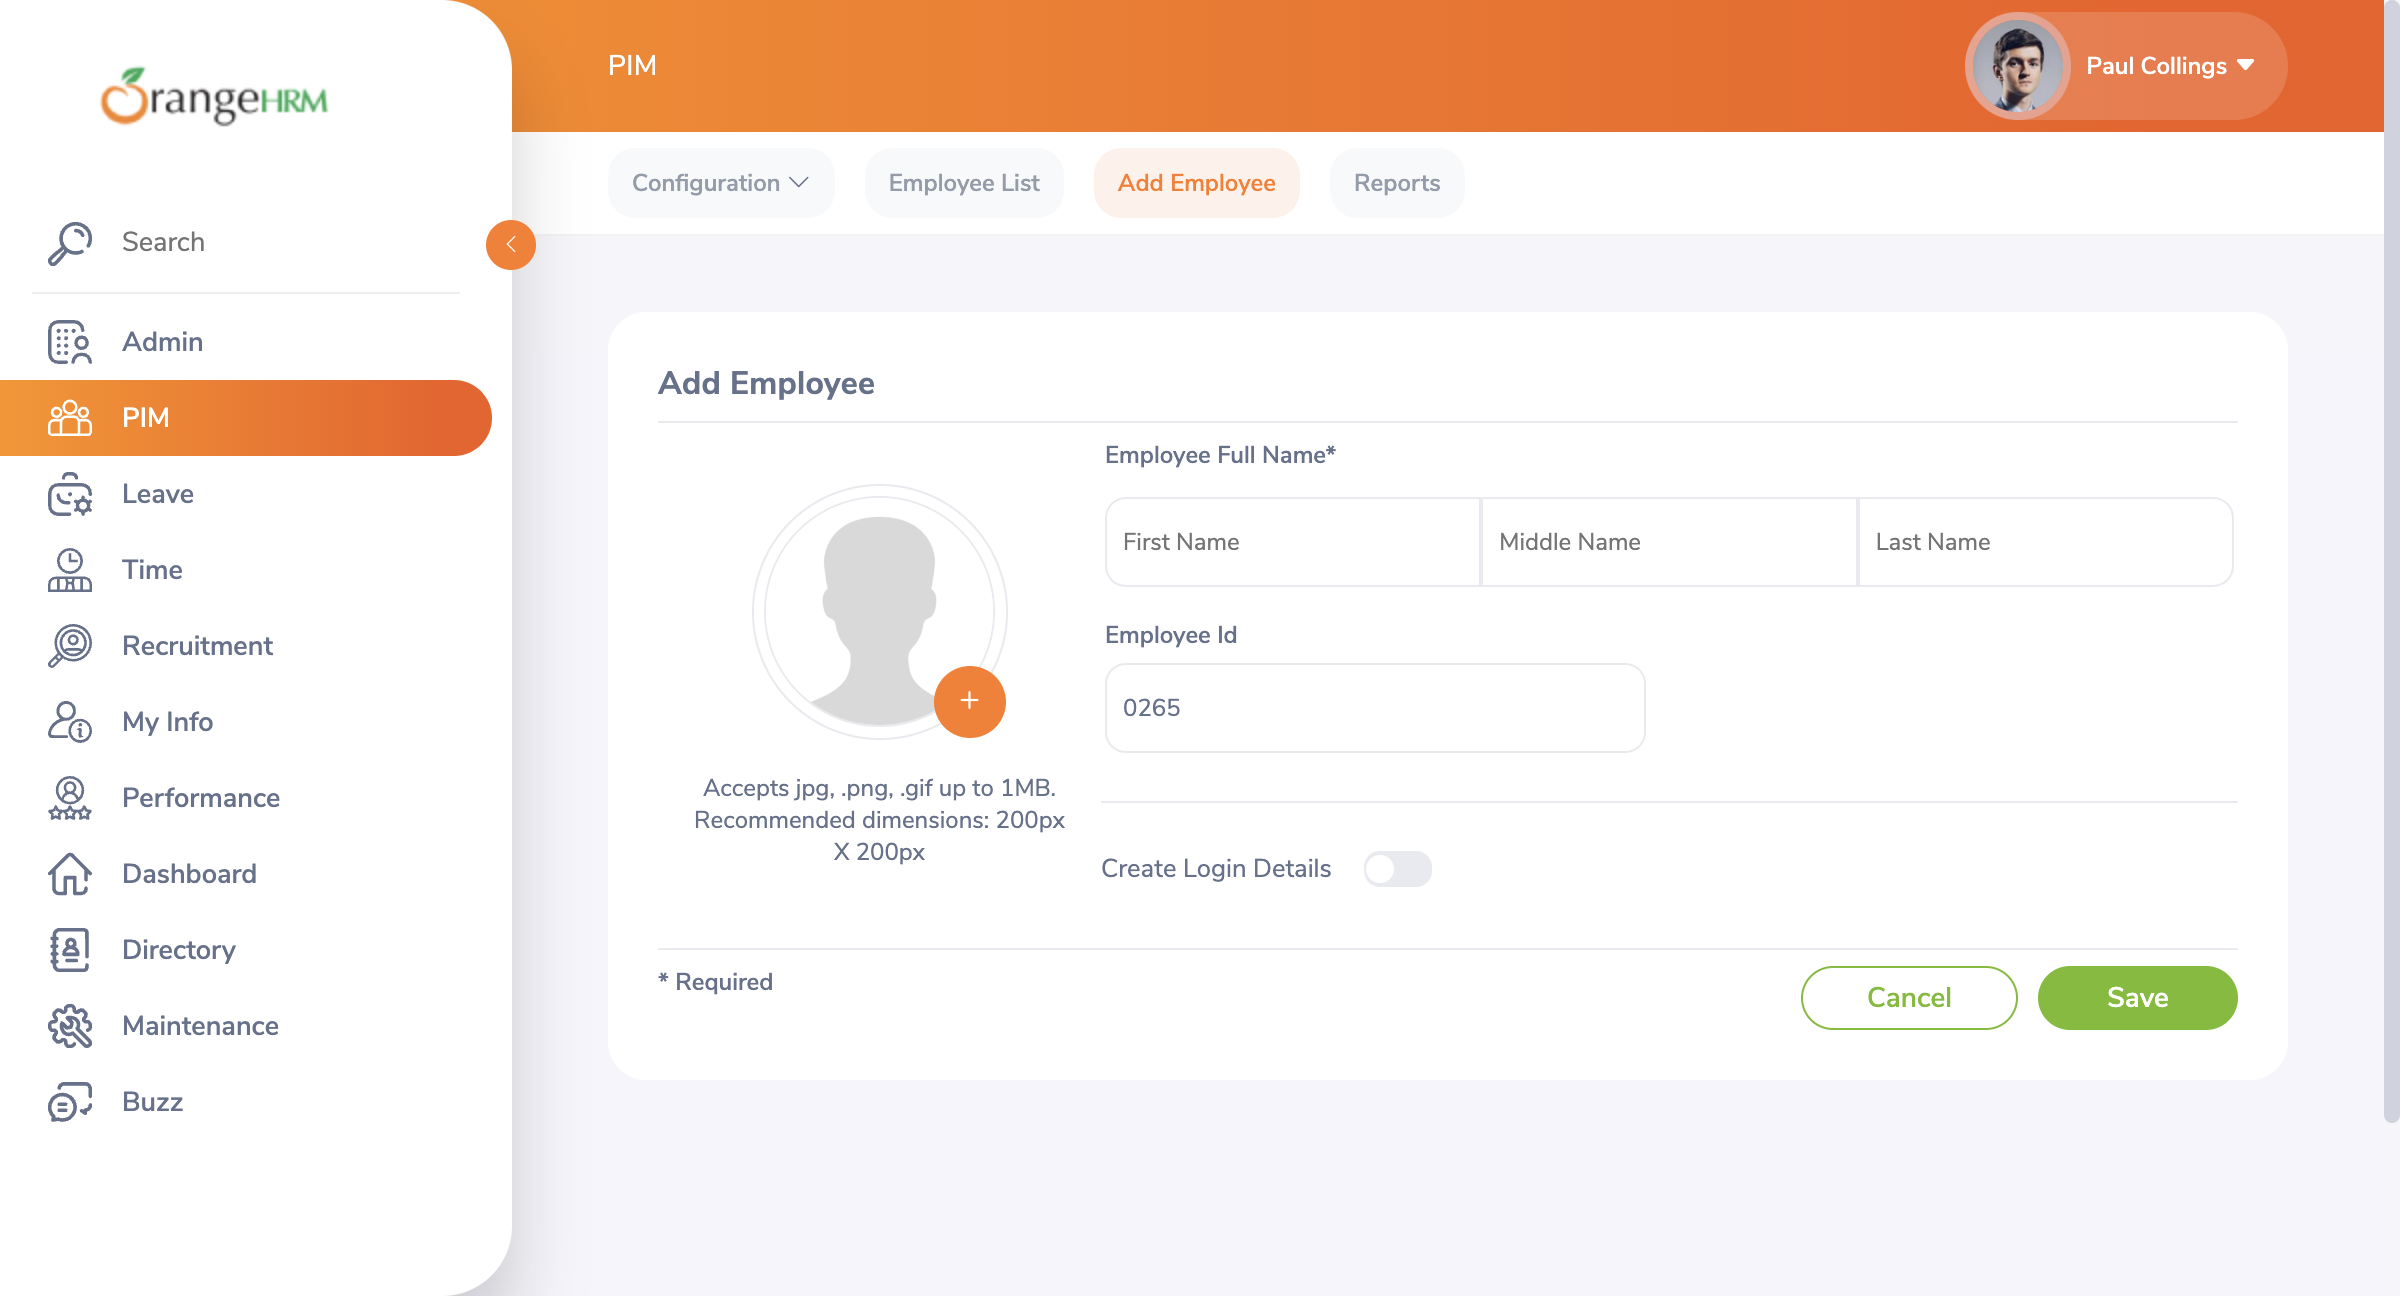 OrangeHRM
Search
Admin
PIM
Leave
Time
Recruitment
My Info
Performance
Dashboard
Directory
Maintenance
Buzz
PIM
Paul Collings
Configuration
Employee List
Add Employee
Reports
Add Employee
Accepts jpg, .png, .gif up to 1MB.
Recommended dimensions: 200px
X 200px
Employee Full Name*
First Name
Middle Name
Last Name
Employee Id
0265
Create Login Details
* Required
Cancel
Save